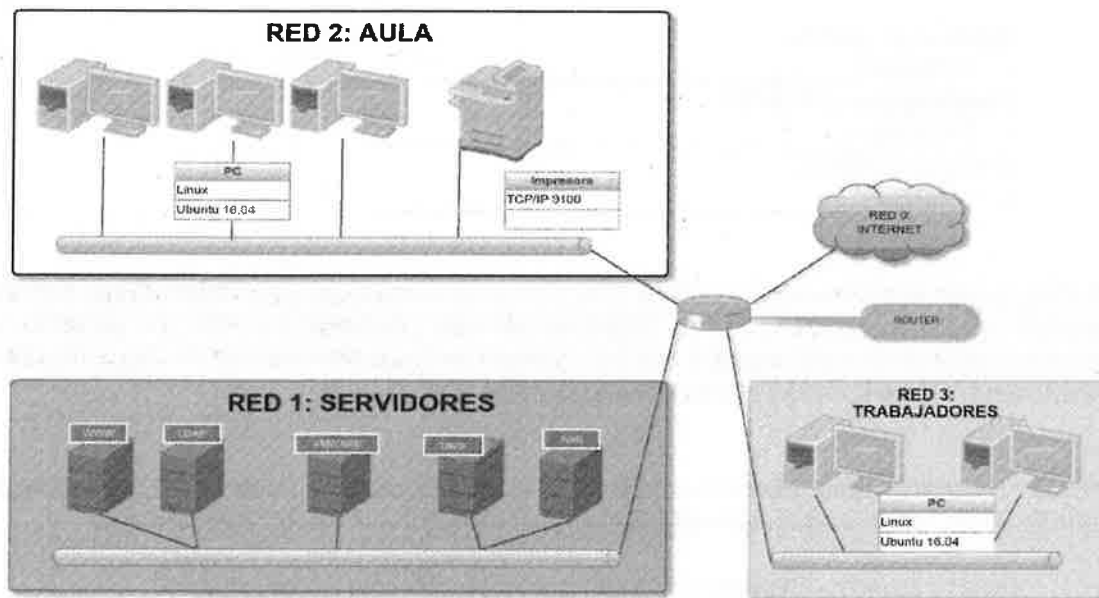 RED 2: AULA
PC
Linux
Ubuntu 16.04
Impresora
TCP/IP 9100
RED 0:
INTERNET
ROUTER
RED 1: SERVIDORES
LDAP
RED 3:
TRABAJADORES
PC
Linux
Ubuntu 16.04